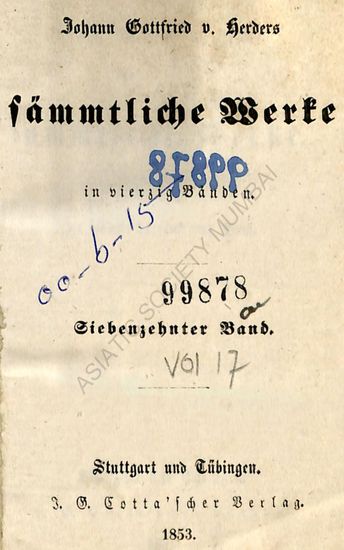 Johann Gottfried v. Herders
sämmtliche Werke
99878
in vierzig Bänden.
00-6-15
99878
Siebenzehnter Band.
Vol 17
ASIATIC SOCIETY MUMBAI
Stuttgart und Tübingen.
J. G. Cotta'scher Verlag.
1853.